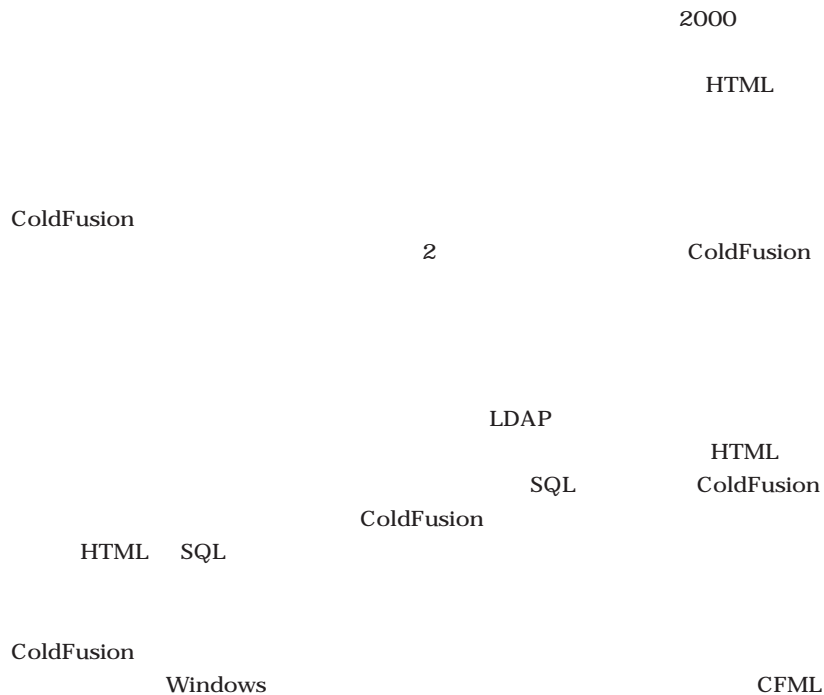 2000
HTML
ColdFusion
2 ColdFusion
LDAP
HTML
SQL ColdFusion
ColdFusion
HTML SQL
ColdFusion
Windows CFML